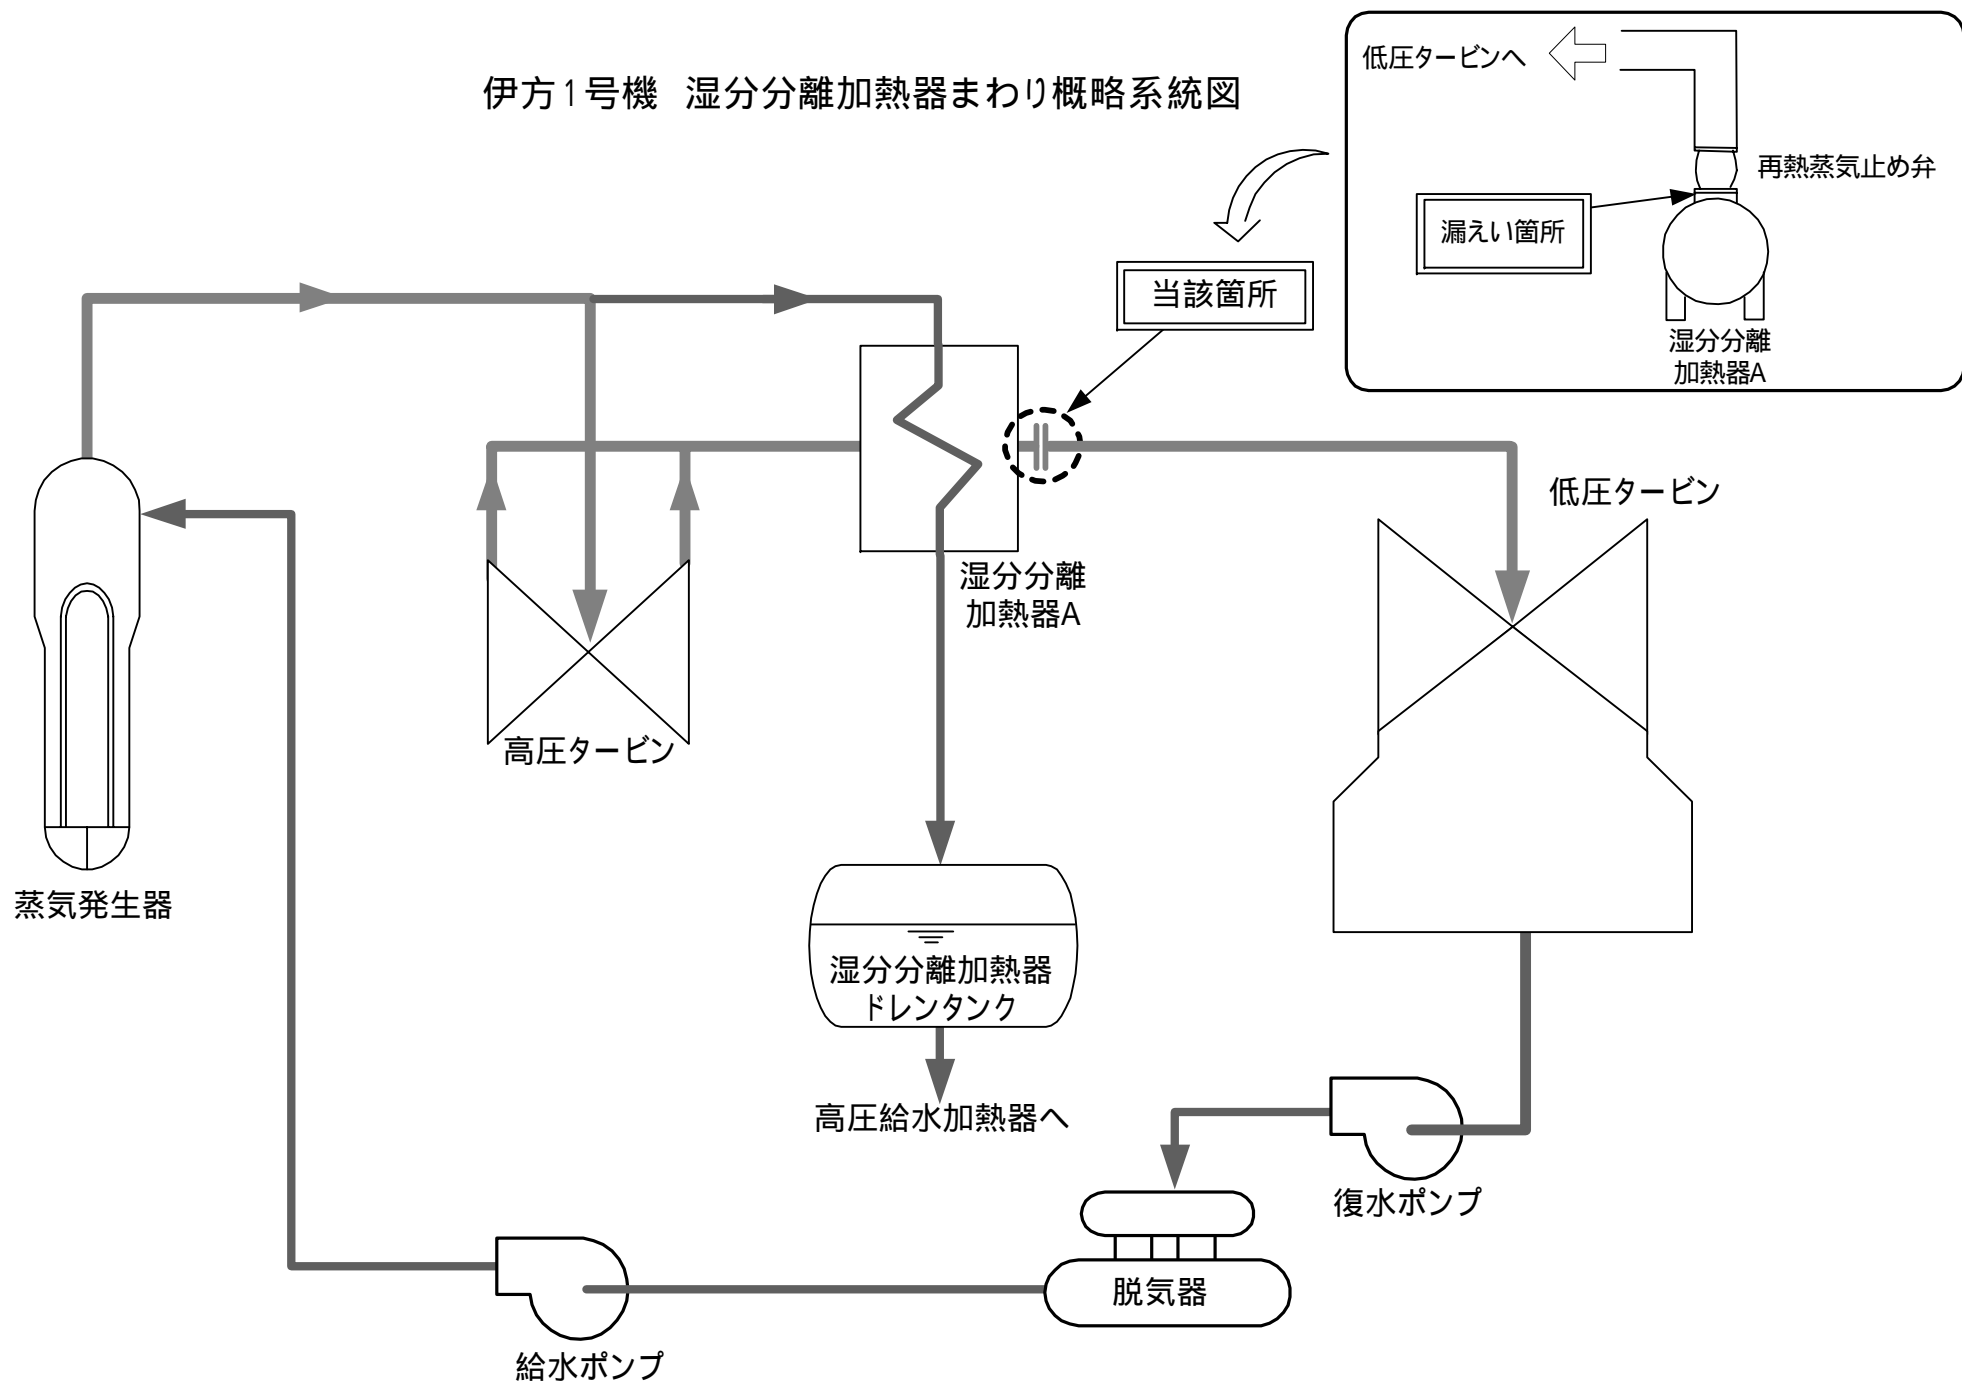 伊方1号機 湿分分離加熱器まわり概略系統図
低圧タービンへ
再熱蒸気止め弁
漏えい箇所
湿分分離
加熱器A
当該箇所
低圧タービン
湿分分離
加熱器A
高圧タービン
蒸気発生器
湿分分離加熱器
ドレンタンク
高圧給水加熱器へ
復水ポンプ
脱気器
給水ポンプ